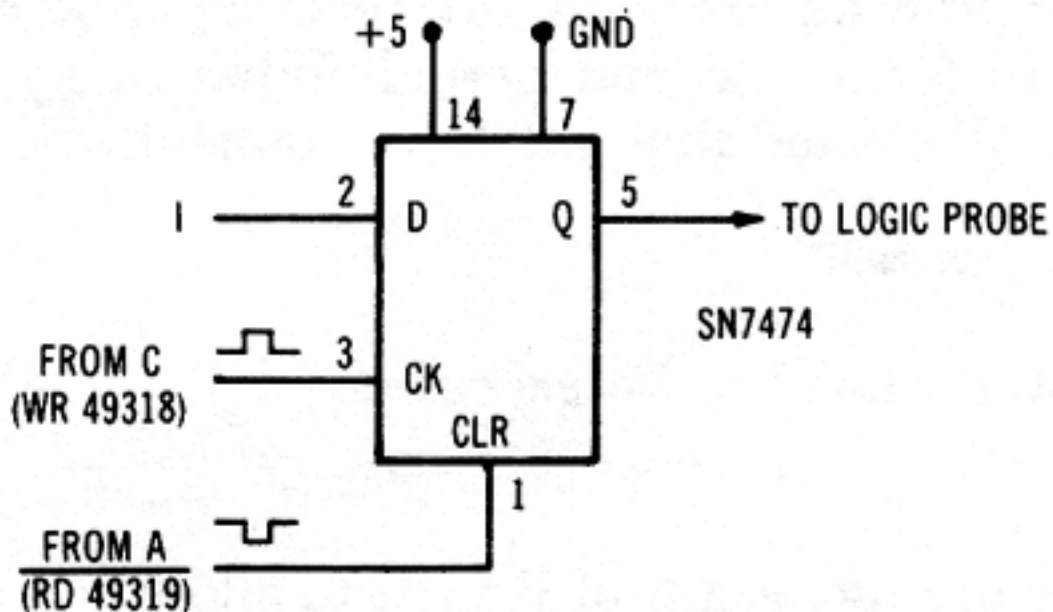 +5
GND
14
7
2
D
Q
5
TO LOGIC PROBE
I
SN7474
FROM C
(WR 49318)
3
CK
CLR
1
FROM A
(RD 49319)